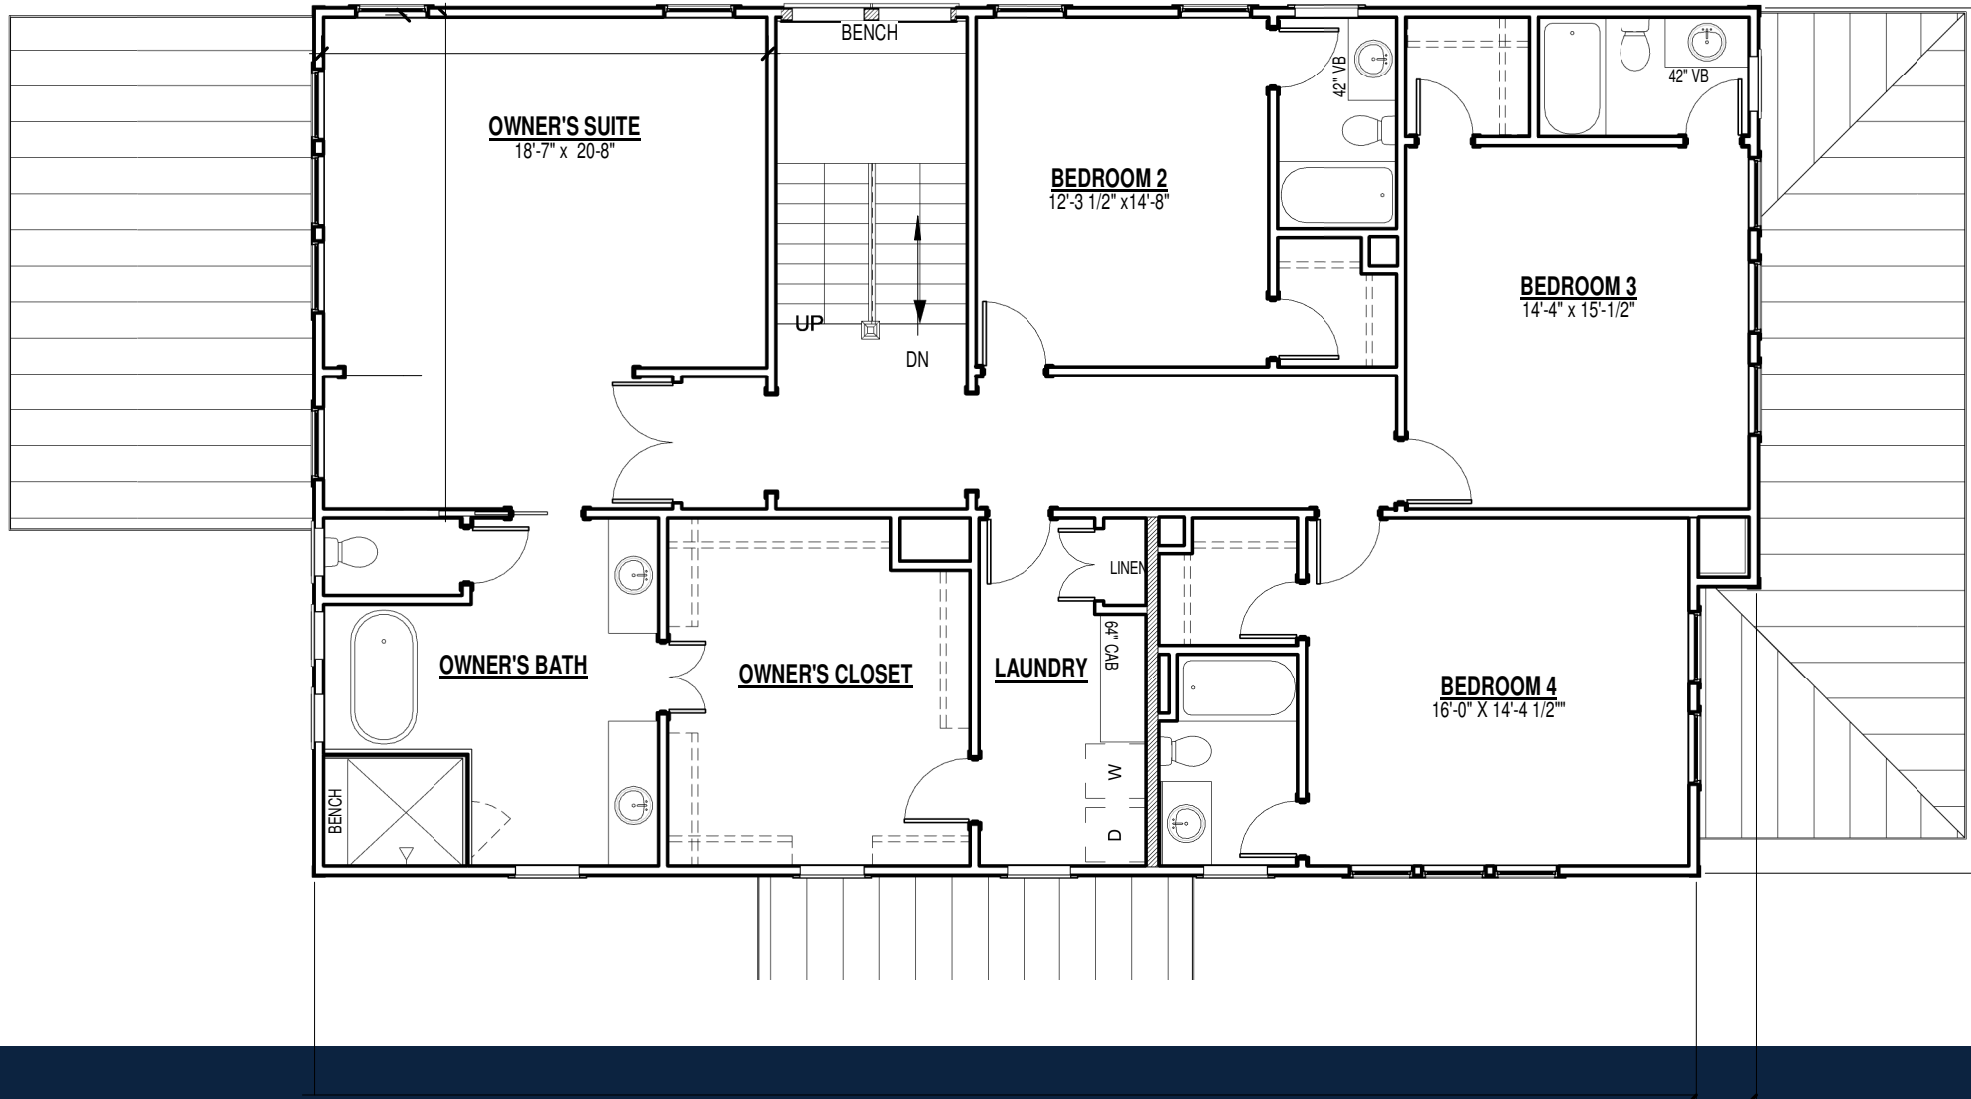 BENCH
OWNER'S SUITE
18'-7" x  20-8"
42" VB
42" VB
BEDROOM 2
12'-3 1/2" x14'-8"
BEDROOM 3
14'-4" x 15'-1/2"
UP
DN
LINEN
64" CAB
OWNER'S BATH
OWNER'S CLOSET
LAUNDRY
BEDROOM 4
16'-0" X 14'-4 1/2""
W
D
BENCH